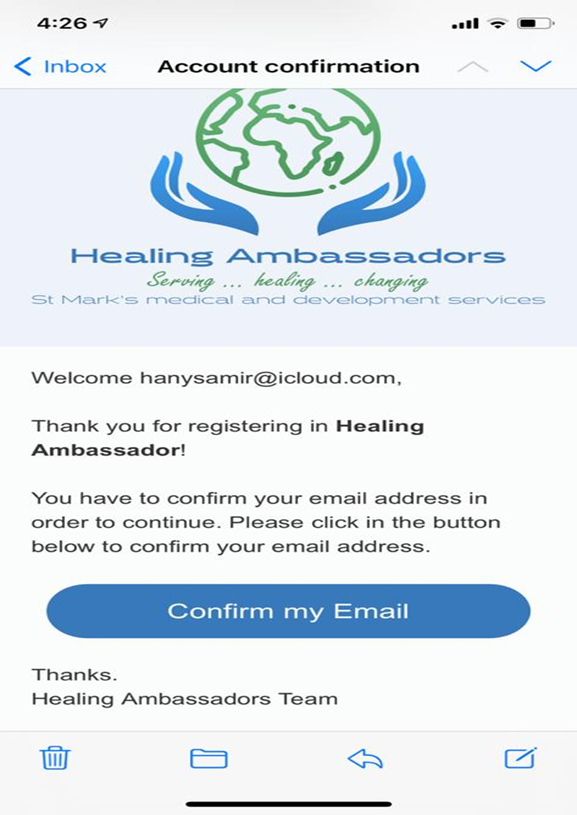 4:26
Inbox
Account confirmation
Healing Ambassadors
Serving ... healing ... changing
St Mark's medical and development services
Welcome hanysamir@icloud.com,
Thank you for registering in Healing
Ambassador!
You have to confirm your email address in
order to continue. Please click in the button
below to confirm your email address.
Confirm my Email
Thanks.
Healing Ambassadors Team